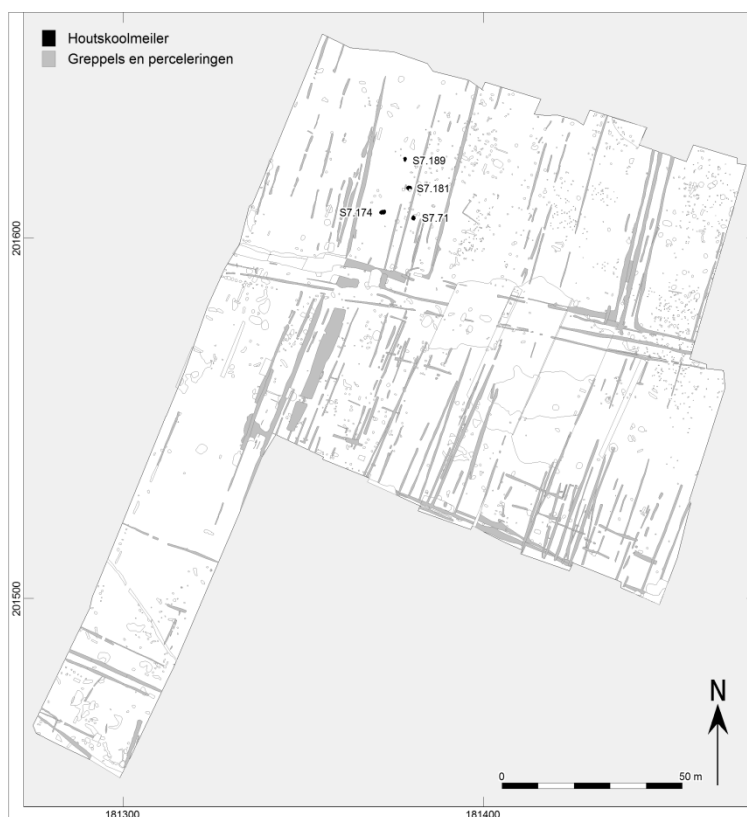 Houtskoolmeiler
Greppels en perceleringen
S7.189
S7.181
S7.174
S7.71
201600
201500
N
0
50 m
181300
181400